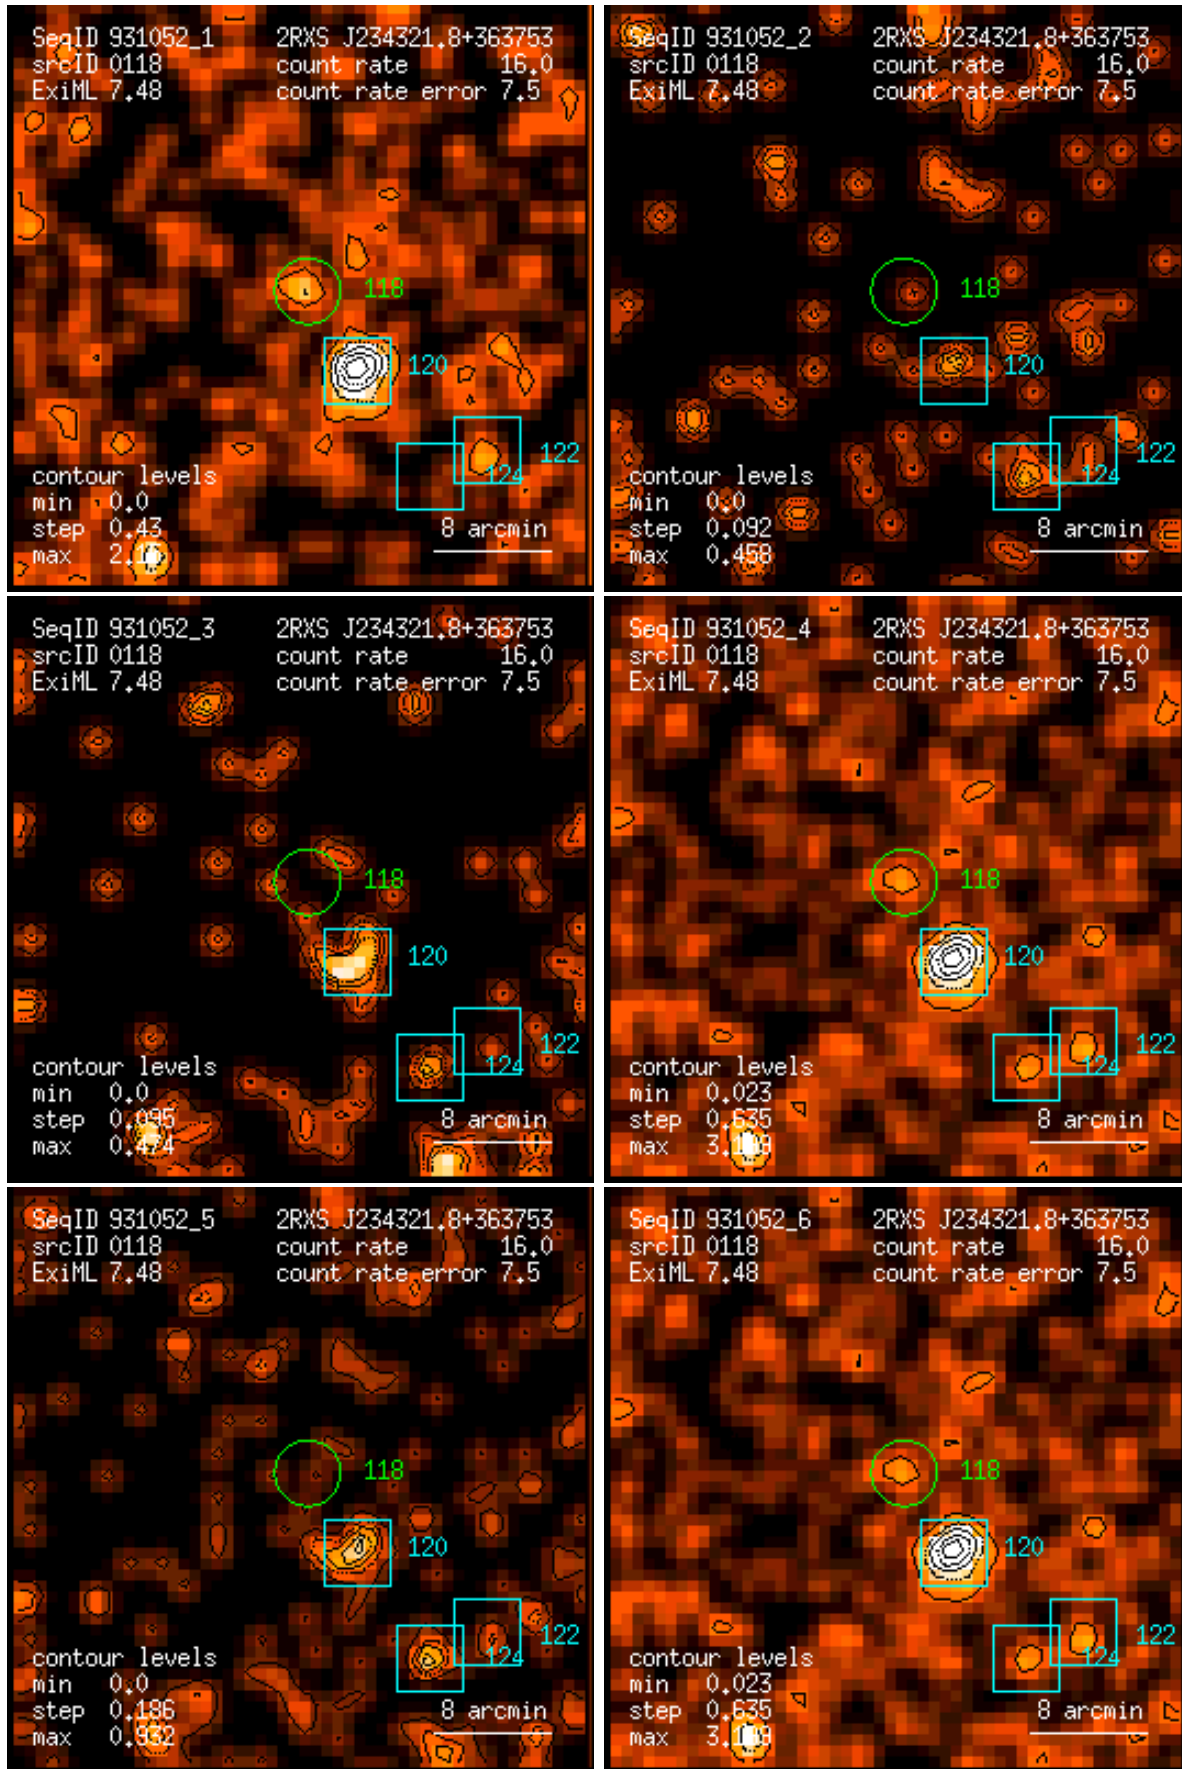 SeqID 931052_1 2RXS J234321.8+363753
srcID 0118 count rate 16.0
ExiML 7.48 count rate error 7.5
118
120
122
124
contour levels
min 0.0
step 0.43 8 arcmin
max
SeqID 931052_2 2RXS J234321.8+363753
srcID 0118 count rate 16.0
ExiML 7.48 count rate error 7.5
118
120
122
124
contour levels
min 0.0
step 0.092 8 arcmin
max 0.458
SeqID 931052_3 2RXS J234321.8+363753
srcID 0118 count rate 16.0
ExiML 7.48 count rate error 7.5
118
120
122
124
contour levels
min 0.0
step 0.095 8 arcmin
max 0.474
SeqID 931052_4 2RXS J234321.8+363753
srcID 0118 count rate 16.0
ExiML 7.48 count rate error 7.5
118
120
122
124
contour levels
min 0.023
step 0.635 8 arcmin
max
SeqID 931052_5 2RXS J234321.8+363753
srcID 0118 count rate 16.0
ExiML 7.48 count rate error 7.5
118
120
122
124
contour levels
min 0.0
step 0.186 8 arcmin
max 0.932
SeqID 931052_6 2RXS J234321.8+363753
srcID 0118 count rate 16.0
ExiML 7.48 count rate error 7.5
118
120
122
124
contour levels
min 0.023
step 0.635 8 arcmin
max